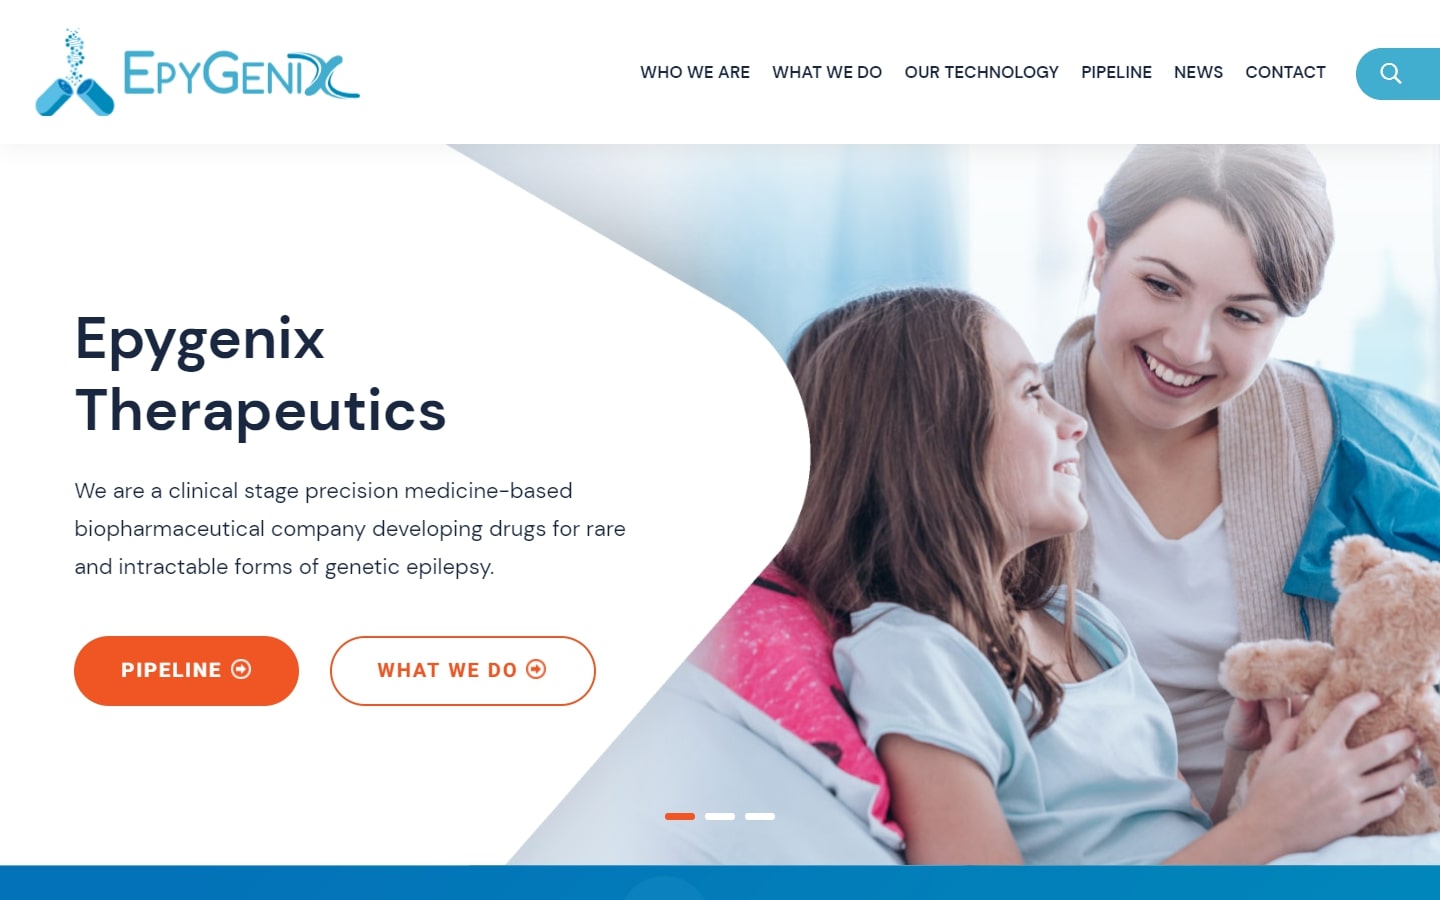 EPYGENIX
WHO WE ARE
WHAT WE DO
OUR TECHNOLOGY
PIPELINE
NEWS
CONTACT
Epygenix
Therapeutics
We are a clinical stage precision medicine-based
biopharmaceutical company developing drugs for rare
and intractable forms of genetic epilepsy.
PIPELINE
WHAT WE DO